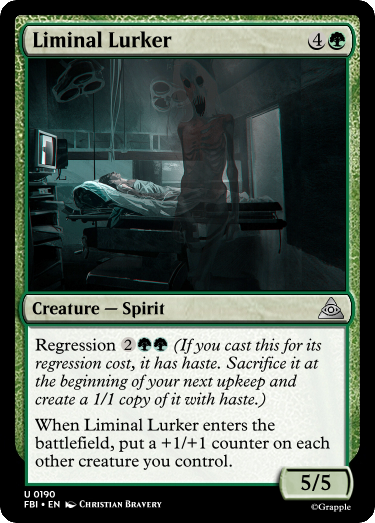 Liminal Lurker 4
Creature — Spirit
Regression 2 (If you cast this for its
regression cost, it has haste. Sacrifice it at
the beginning of your next upkeep and
create a 1/1 copy of it with haste.)
When Liminal Lurker enters the
battlefield, put a +1/+1 counter on each
other creature you control.
5/5
U 0190
FBI • EN Christian Bravery
©Grapple